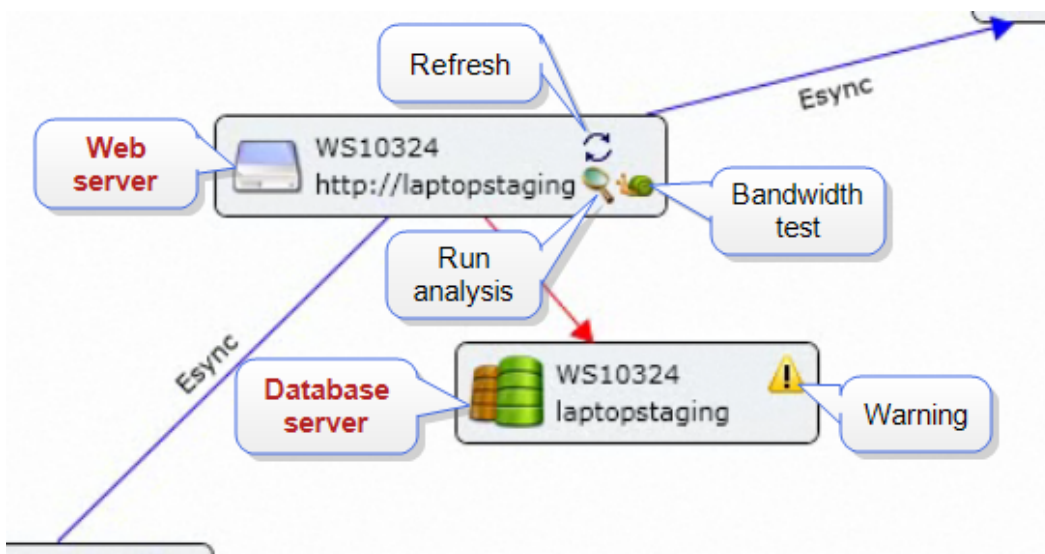 Refresh
Esync
Web
server
WS10324
http://laptopstaging
Bandwidth
test
Run
analysis
Esync
Database
server
WS10324
laptopstaging
Warning